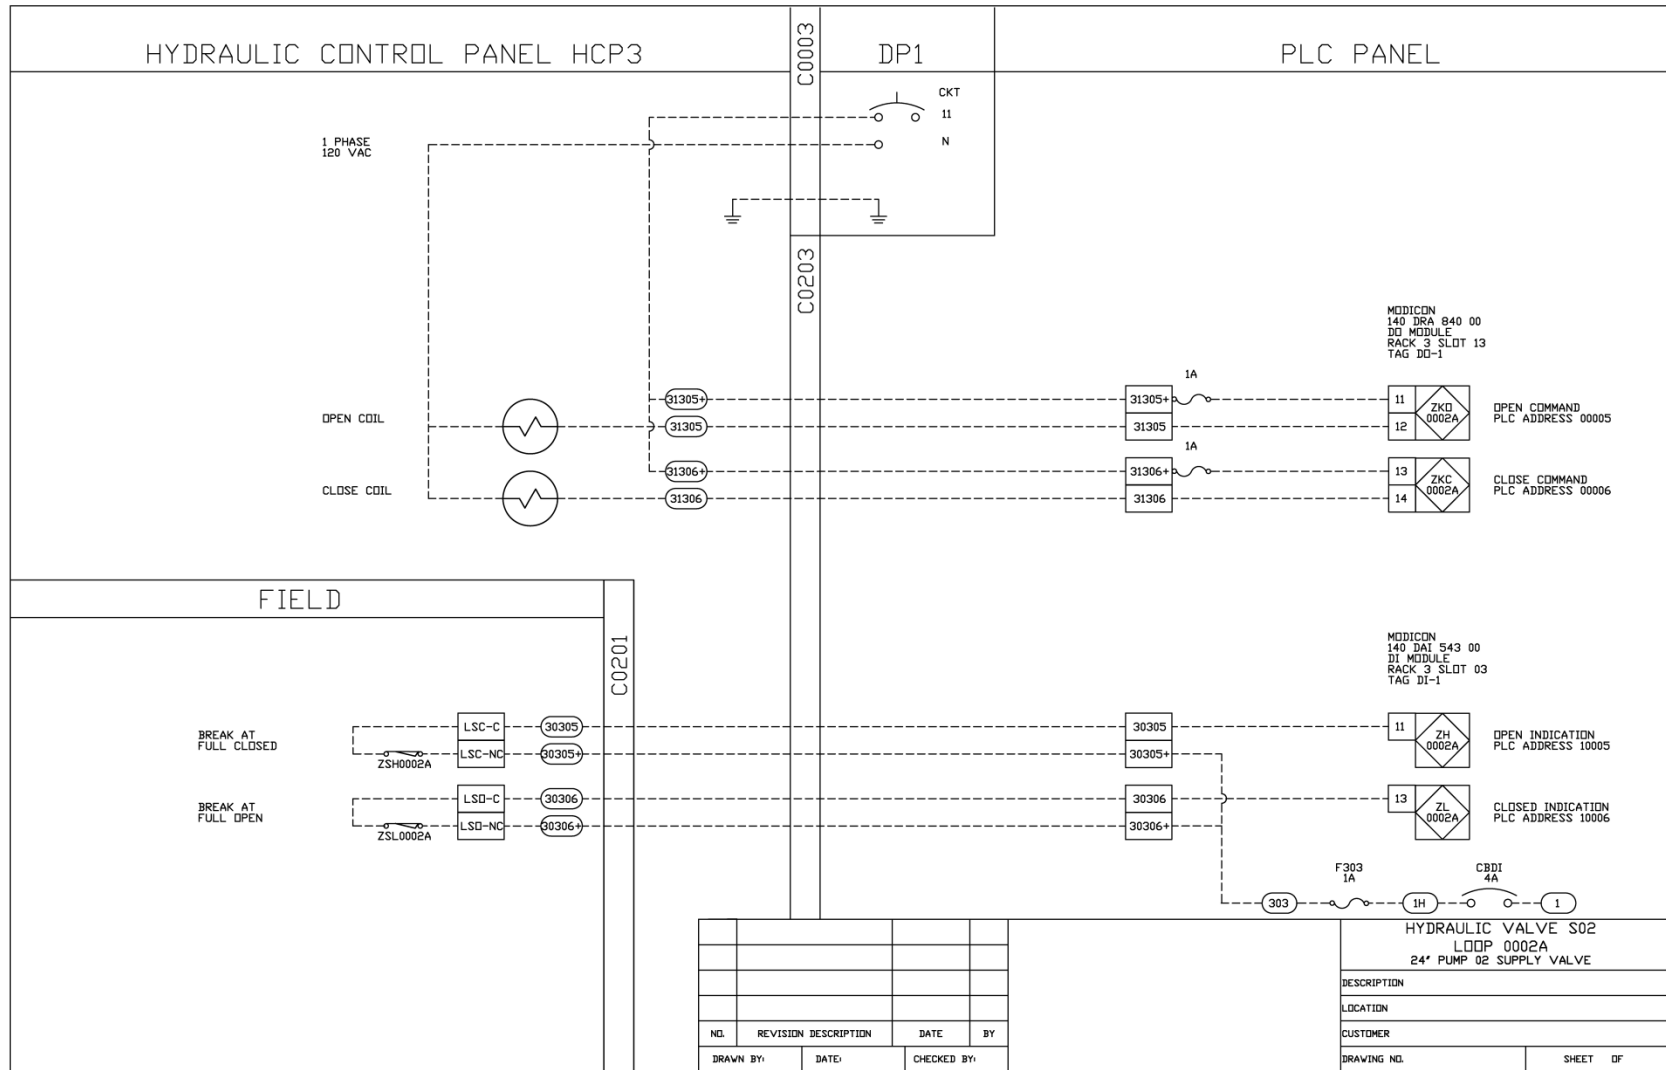 HYDRAULIC CONTROL PANEL HCP3
C0003
DP1
PLC PANEL
CKT
11
N
1 PHASE
120 VAC
C0203
MODICON
140 DRA 840 00
DO MODULE
RACK 3 SLOT 13
TAG DO-1
1A
OPEN COIL
31305+
31305
31305+
31305
11
12
ZKO
0002A
OPEN COMMAND
PLC ADDRESS 00005
1A
CLOSE COIL
31306+
31306
31306+
31306
13
14
ZKC
0002A
CLOSE COMMAND
PLC ADDRESS 00006
FIELD
C0201
MODICON
140 DAI 543 00
DI MODULE
RACK 3 SLOT 03
TAG DI-1
BREAK AT
FULL CLOSED
ZSH0002A
LSC-C
LSC-NC
30305
30305+
30305
30305+
11
ZH
0002A
OPEN INDICATION
PLC ADDRESS 10005
BREAK AT
FULL OPEN
ZSL0002A
LSO-C
LSO-NC
30306
30306+
30306
30306+
13
ZL
0002A
CLOSED INDICATION
PLC ADDRESS 10006
303
F303
1A
1H
CBDI
4A
1
HYDRAULIC VALVE S02
LOOP 0002A
24" PUMP 02 SUPPLY VALVE
DESCRIPTION
LOCATION
CUSTOMER
DRAWING NO.
SHEET OF
NO.
REVISION DESCRIPTION
DATE
BY
DRAWN BY:
DATE:
CHECKED BY: